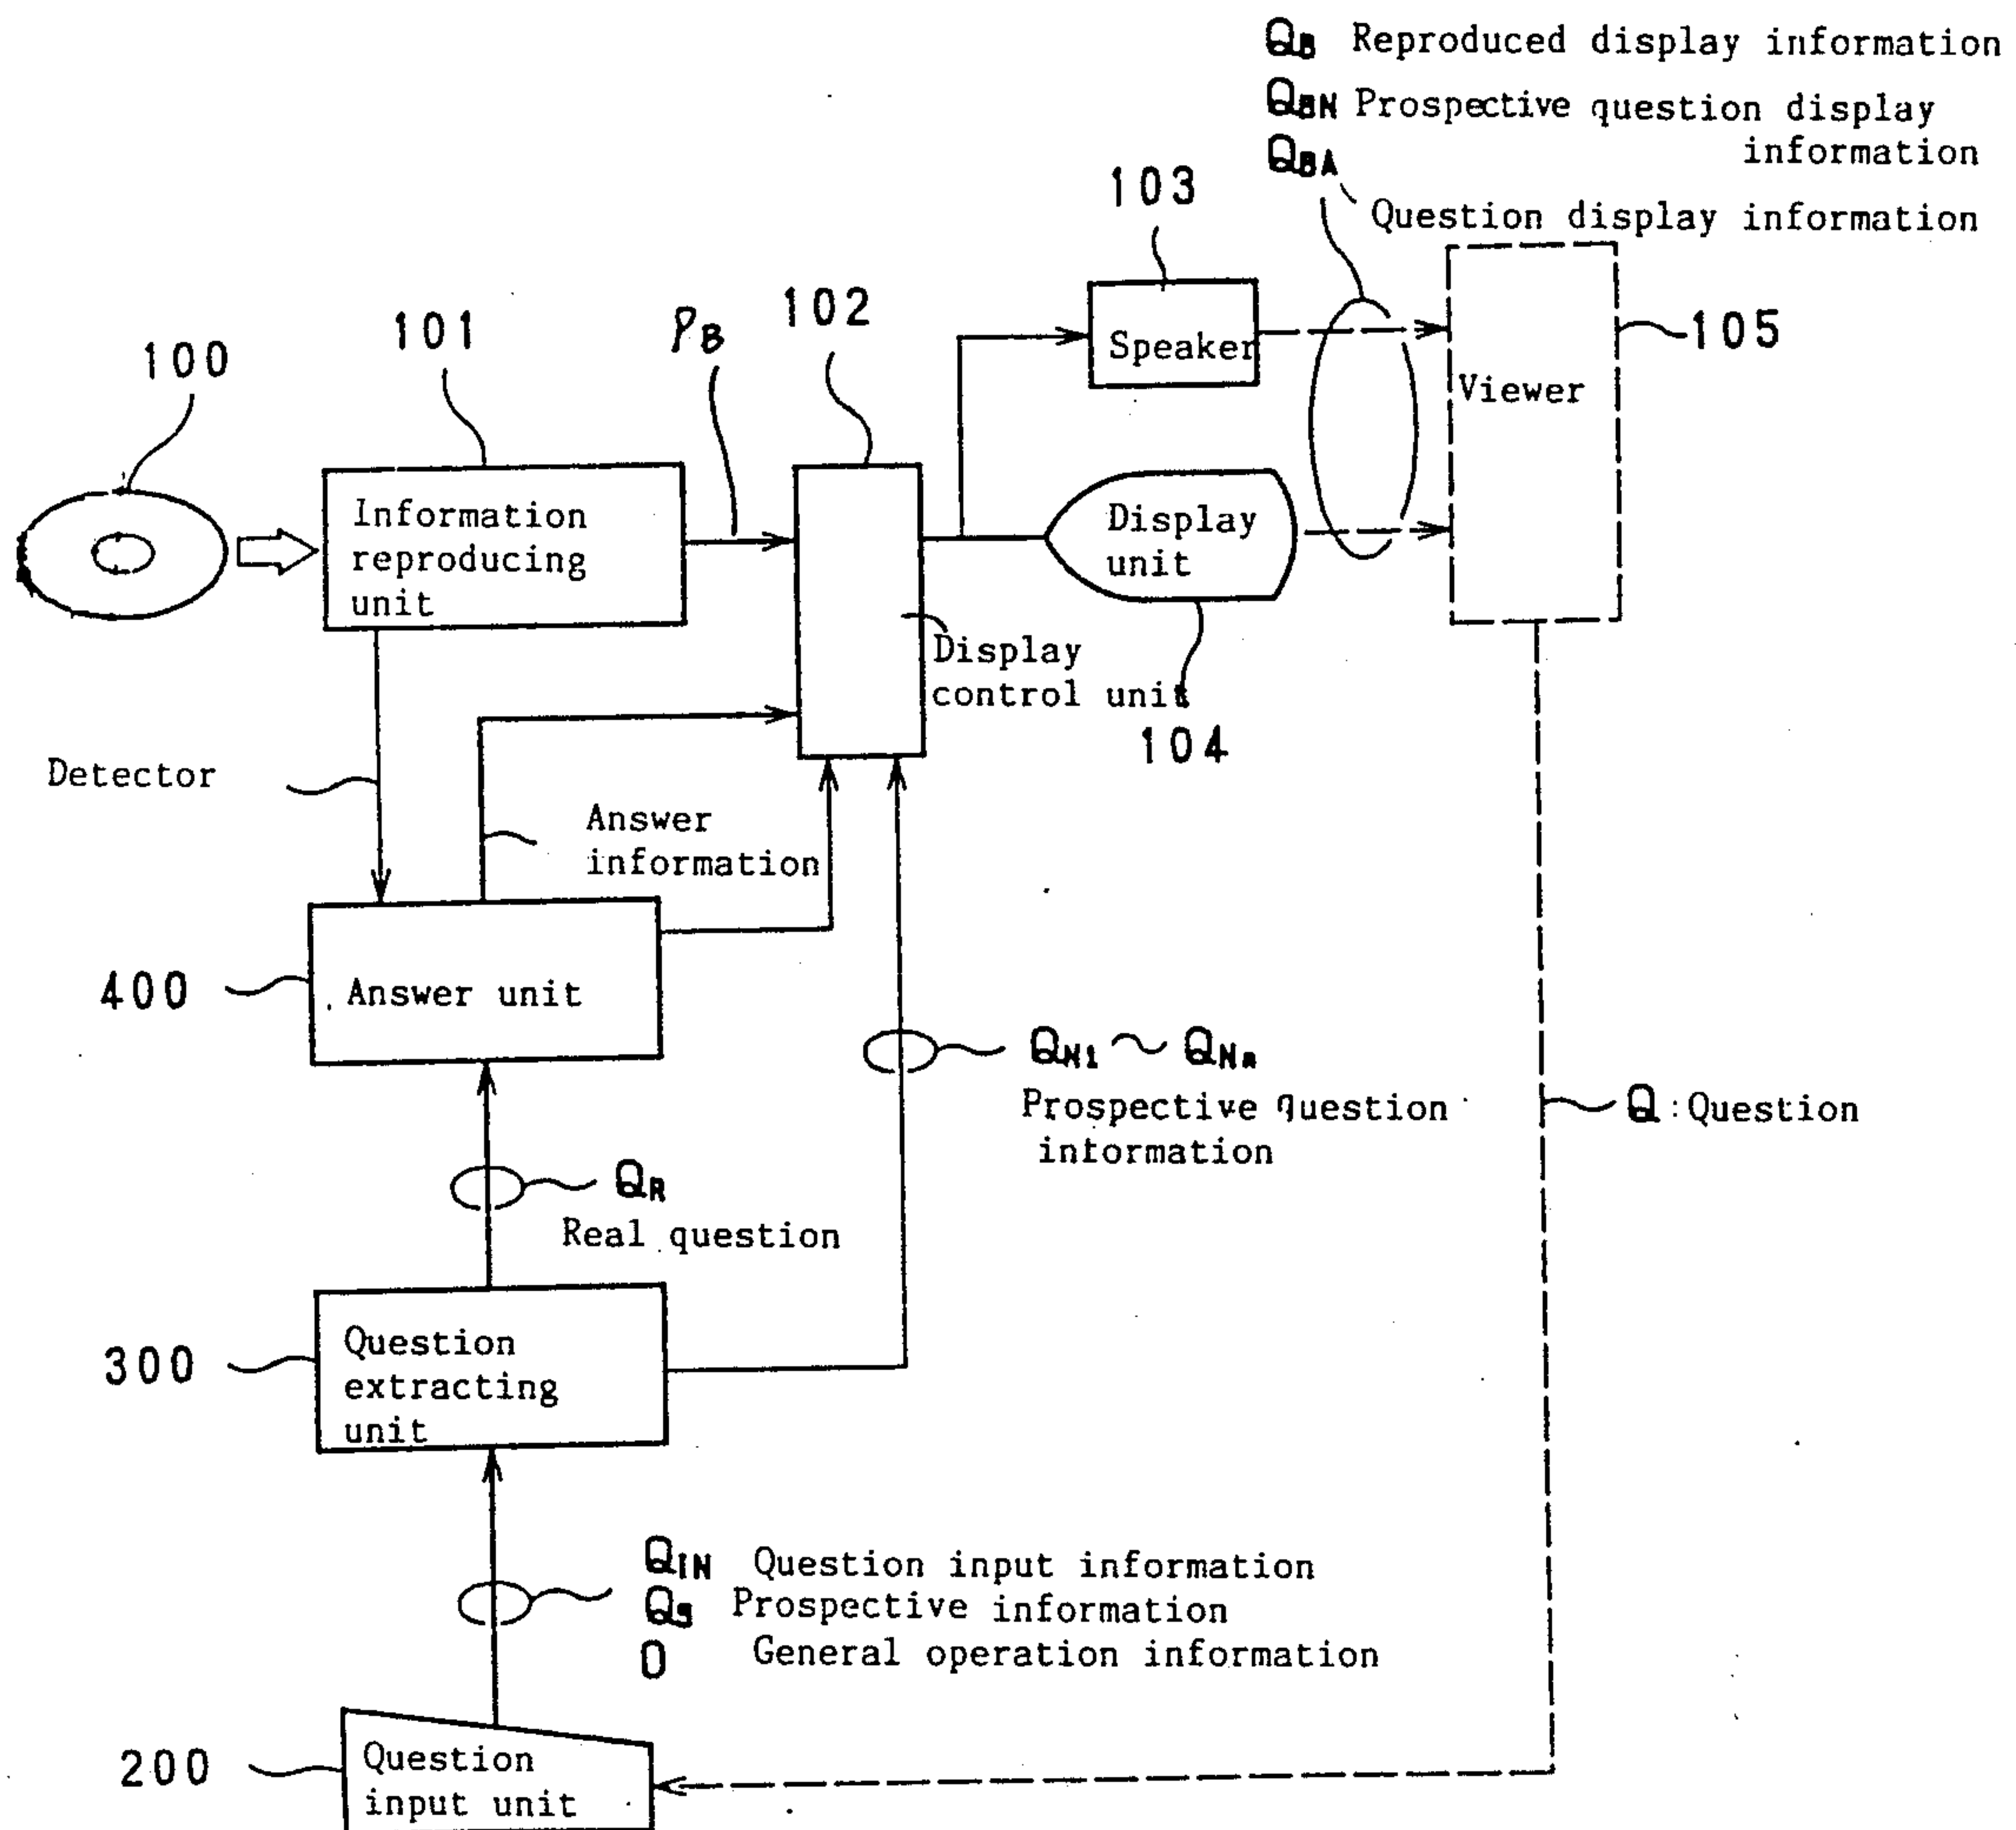 QB Reproduced display information
QBN Prospective question display
information
QBA
Question display information
103
102
101
PB
100
105
Speaker
Viewer
Information
reproducing
unit
Display
unit
Display
control unit
104
Detector
Answer
information
400
Answer unit
QN1 ~ QNn
Prospective question
information
Q : Question
QR
Real question
300
Question
extracting
unit
QIN Question input information
QS Prospective information
O General operation information
200
Question
input unit